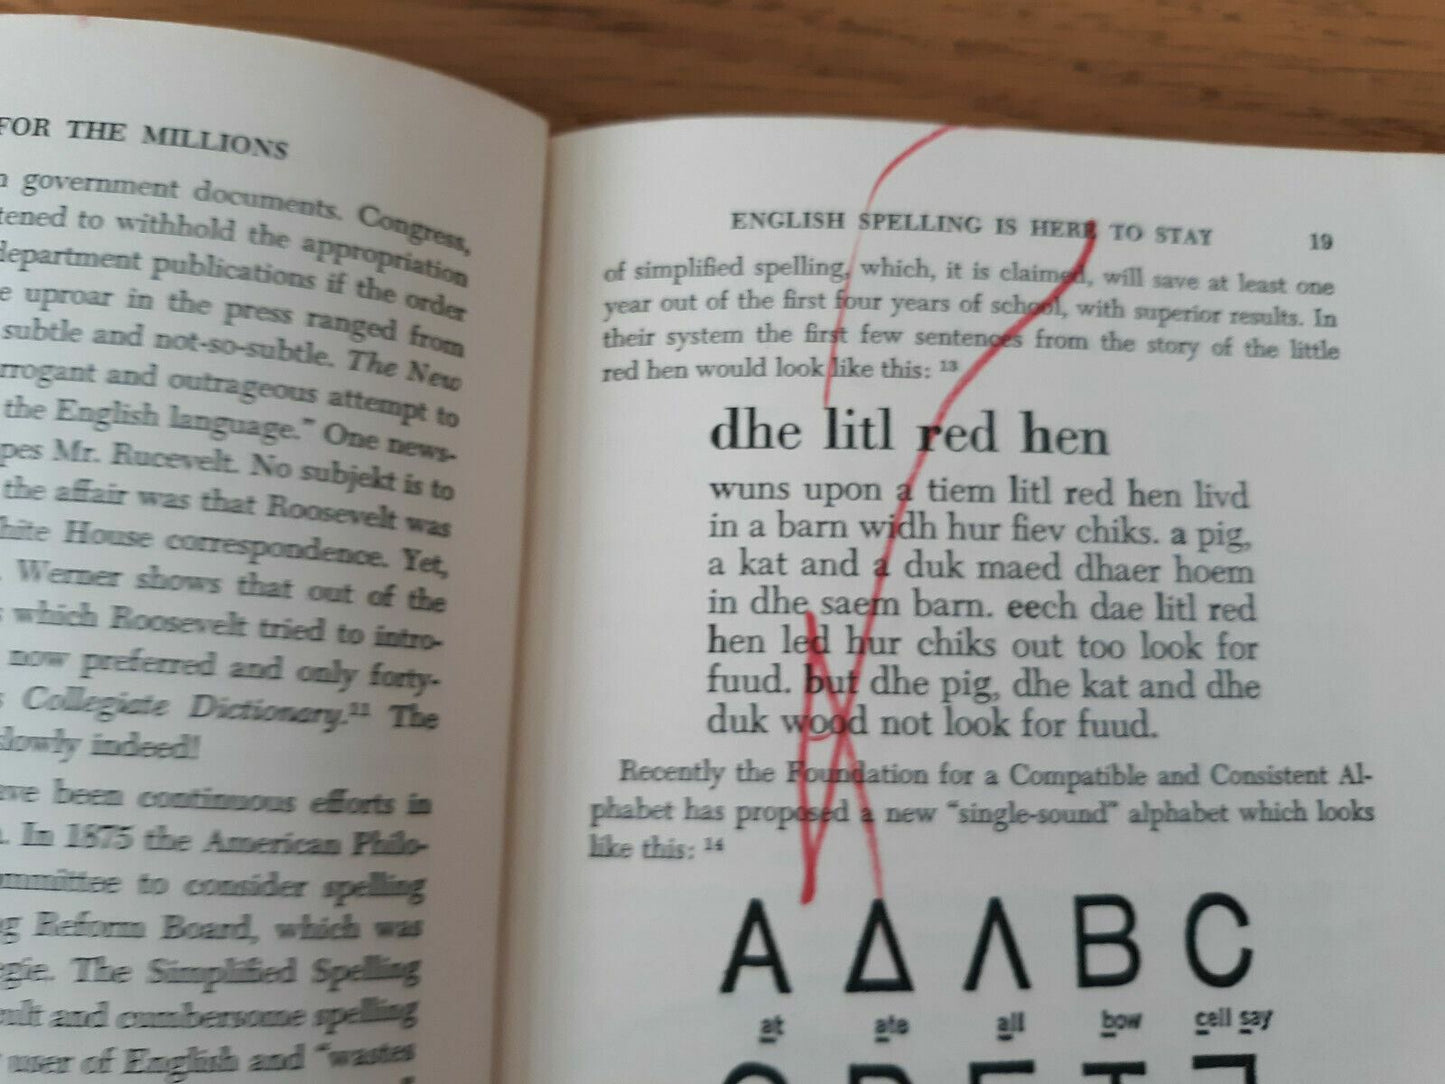 FOR THE MILLIONS
government documents. Congress,
to withhold the appropriation
department publications if the order
uproar in the press ranged from
subtle and not-so-subtle. The New
and outrageous attempt to
the English language." One news-
Mr. Rucevelt. No subjekt is to
the affair was that Roosevelt was
House correspondence. Yet,
Werner shows that out of the
which Roosevelt tried to intro-
now preferred and only forty-
Collegiate Dictionary.¹¹ The
indeed!
been continuous efforts in
In 1875 the American Philo-
to consider spelling
Reform Board, which was
The Simplified Spelling
and cumbersome spelling
user of English and "wastes
ENGLISH SPELLING IS HERE TO STAY 19
of simplified spelling, which, it is claimed, will save at least one
year out of the first four years of school, with superior results. In
their system the first few sentences from the story of the little
red hen would look like this: ¹³
dhe litl red hen
wuns upon a tiem litl red hen livd
in a barn widh hur fiev chiks. a pig,
a kat and a duk maed dhaer hoem
in dhe saem barn. eech dae litl red
hen led hur chiks out too look for
fuud. but dhe pig, dhe kat and dhe
duk wood not look for fuud.
Recently the Foundation for a Compatible and Consistent Al-
phabet has proposed a new "single-sound" alphabet which looks
like this: ¹⁴
A Δ Λ B C
at ate all bow cell say